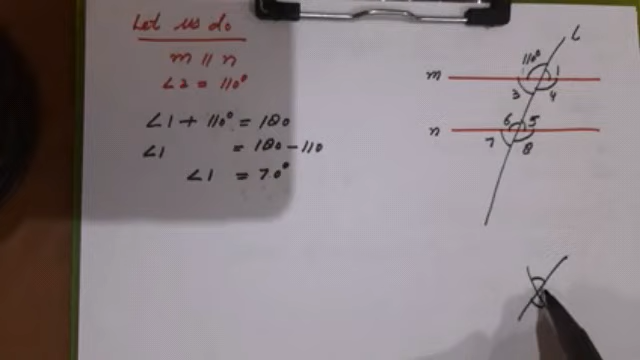 Let us do
m || n
∠2 = 110°
∠1 + 110° = 180
∠1 = 180 - 110
∠1 = 70°
l
110° 1
m
3 4
6 5
n
7 8